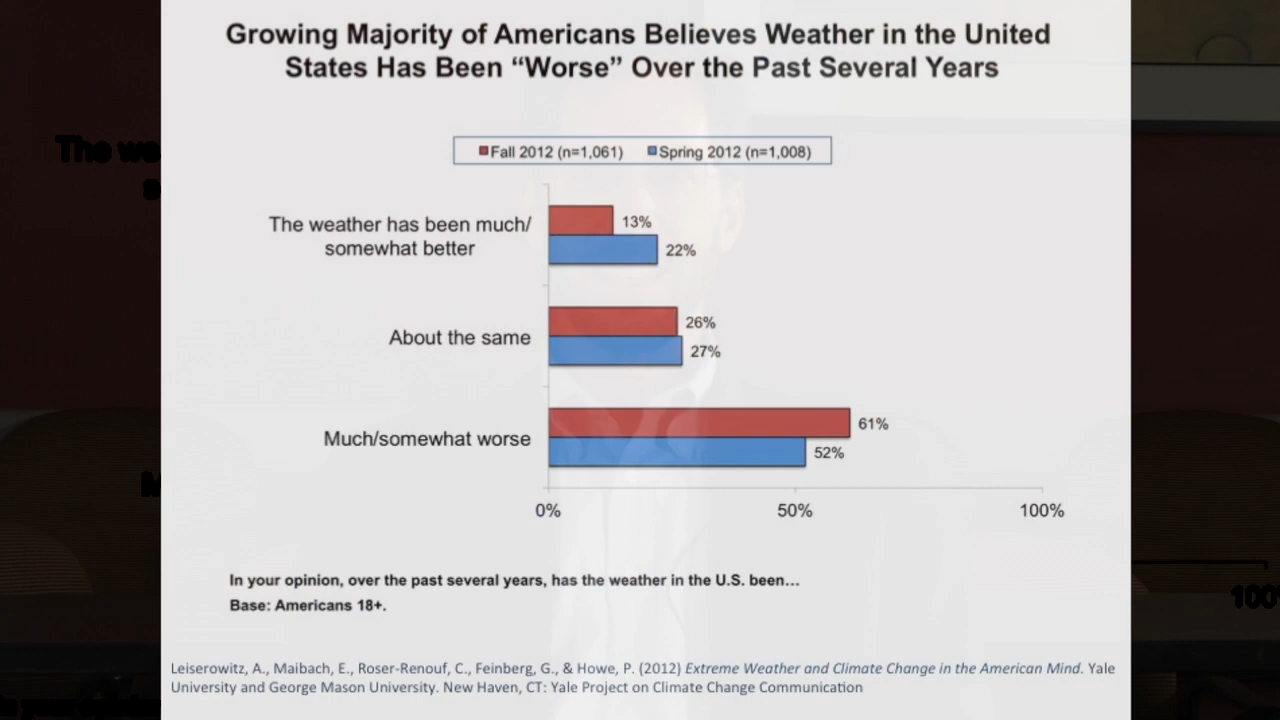 Growing Majority of Americans Believes Weather in the United
States Has Been “Worse” Over the Past Several Years
Fall 2012 (n=1,061) Spring 2012 (n=1,008)
The weather has been much/
somewhat better
13%
22%
About the same
26%
27%
Much/somewhat worse
61%
52%
0% 50% 100%
In your opinion, over the past several years, has the weather in the U.S. been…
Base: Americans 18+.
Leiserowitz, A., Maibach, E., Roser-Renouf, C., Feinberg, G., & Howe, P. (2012) Extreme Weather and Climate Change in the American Mind. Yale
University and George Mason University. New Haven, CT: Yale Project on Climate Change Communication
The
100